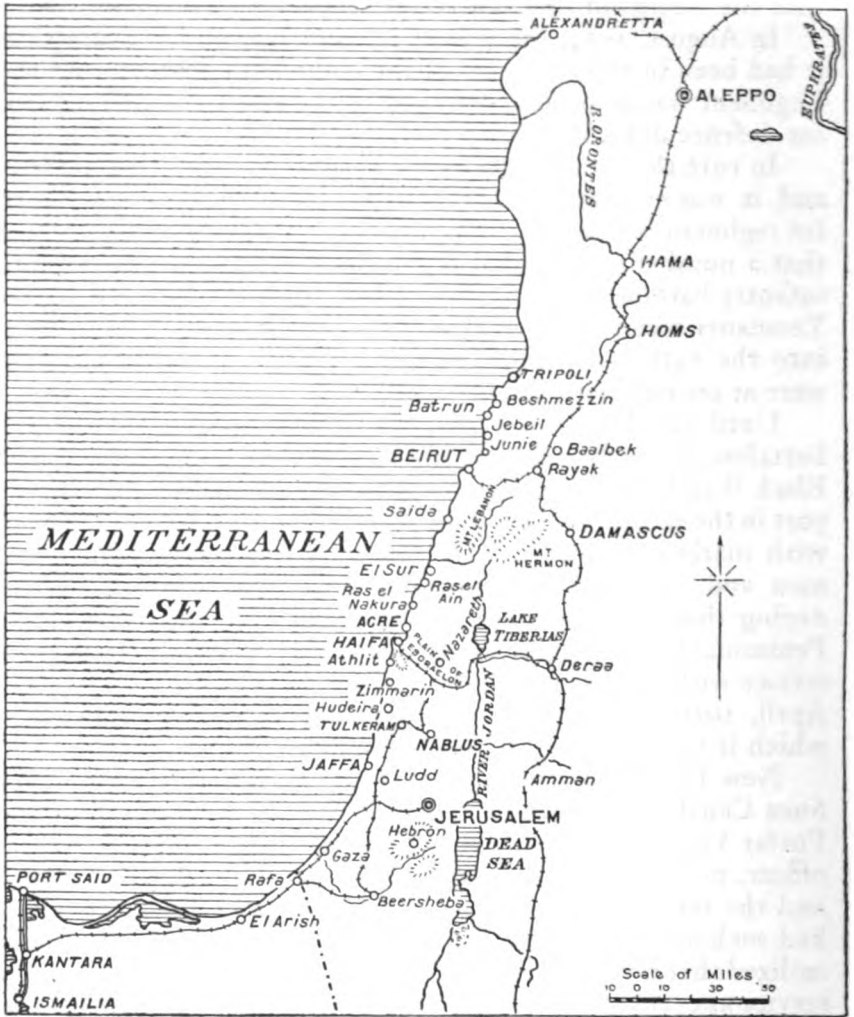 ALEXANDRETTA
ALEPPO
EUPHRATES
R. ORONTES
HAMA
HOMS
TRIPOLI
Beshmezzin
Batrun
Jebeil
Junie
BEIRUT
Baalbek
Rayak
Saida
MT LEBANON
MEDITERRANEAN
SEA
DAMASCUS
MT
HERMON
El Sur
Ras el
Ain
Ras el
Nakura
ACRE
HAIFA
Athlit
PLAIN OF
ESDRAELON
Nazareth
LAKE
TIBERIAS
Deraa
Zimmarin
Hudeira
TULKERAM
NABLUS
RIVER JORDAN
JAFFA
Ludd
Amman
JERUSALEM
Hebron
DEAD
SEA
Gaza
Rafa
Beersheba
PORT SAID
El Arish
KANTARA
ISMAILIA
Scale of Miles
10 0 10 30 50